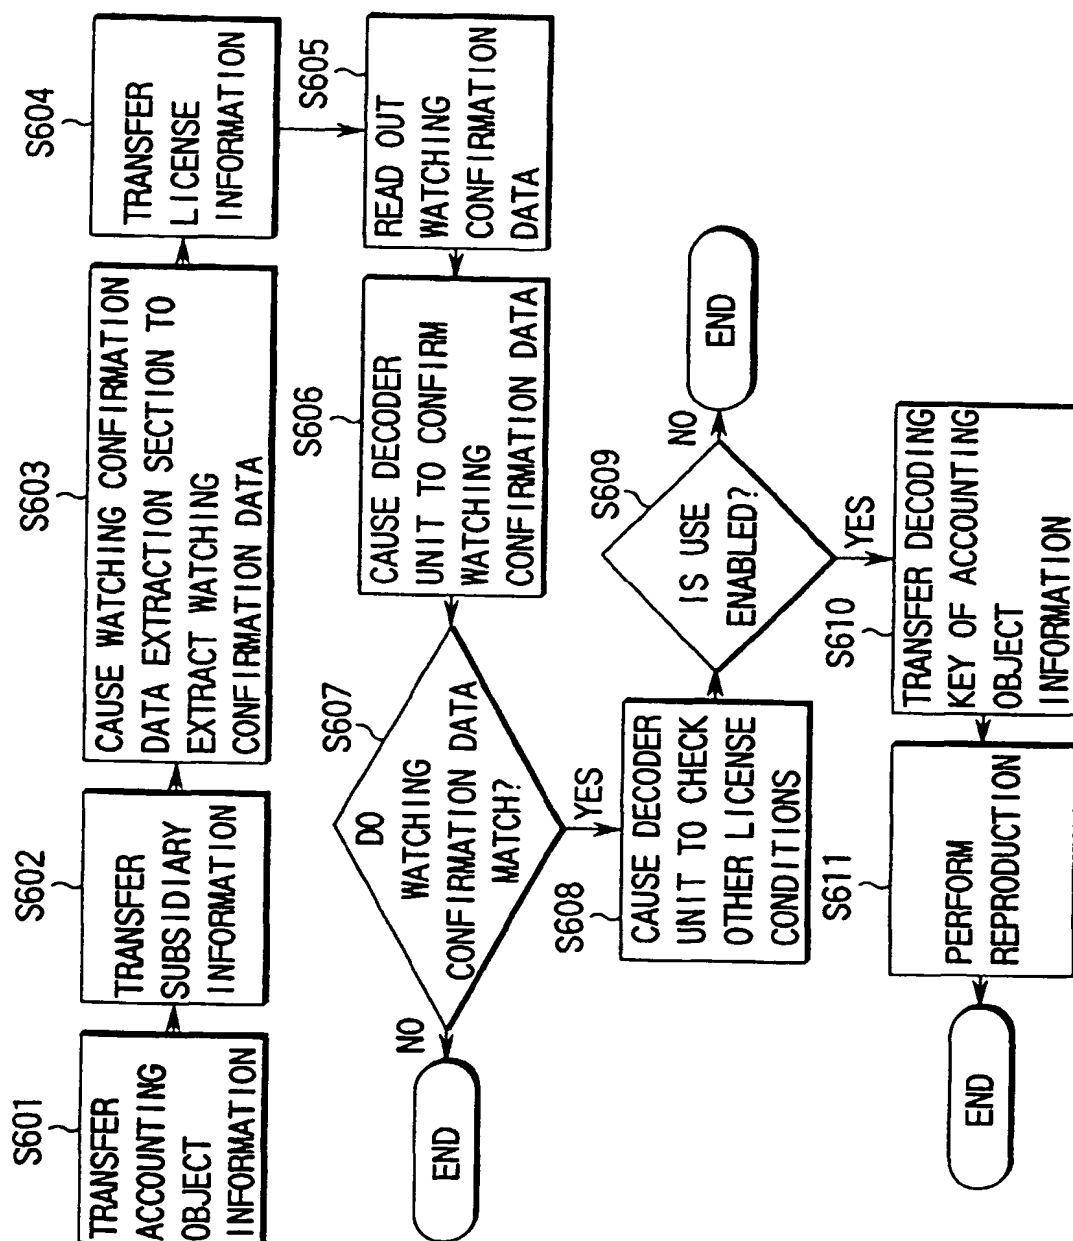 S601
TRANSFER
ACCOUNTING
OBJECT
INFORMATION
S602
TRANSFER
SUBSIDIARY
INFORMATION
S603
CAUSE WATCHING CONFIRMATION
DATA EXTRACTION SECTION TO
EXTRACT WATCHING
CONFIRMATION DATA
S604
TRANSFER
LICENSE
INFORMATION
S605
READ OUT
WATCHING
CONFIRMATION
DATA
S606
CAUSE DECODER
UNIT TO CONFIRM
WATCHING
CONFIRMATION DATA
S607
DO
WATCHING
CONFIRMATION DATA
MATCH?
NO
END
YES
S608
CAUSE DECODER
UNIT TO CHECK
OTHER LICENSE
CONDITIONS
S609
IS USE
ENABLED?
NO
END
YES
S610
TRANSFER DECODING
KEY OF ACCOUNTING
OBJECT
INFORMATION
S611
PERFORM
REPRODUCTION
END